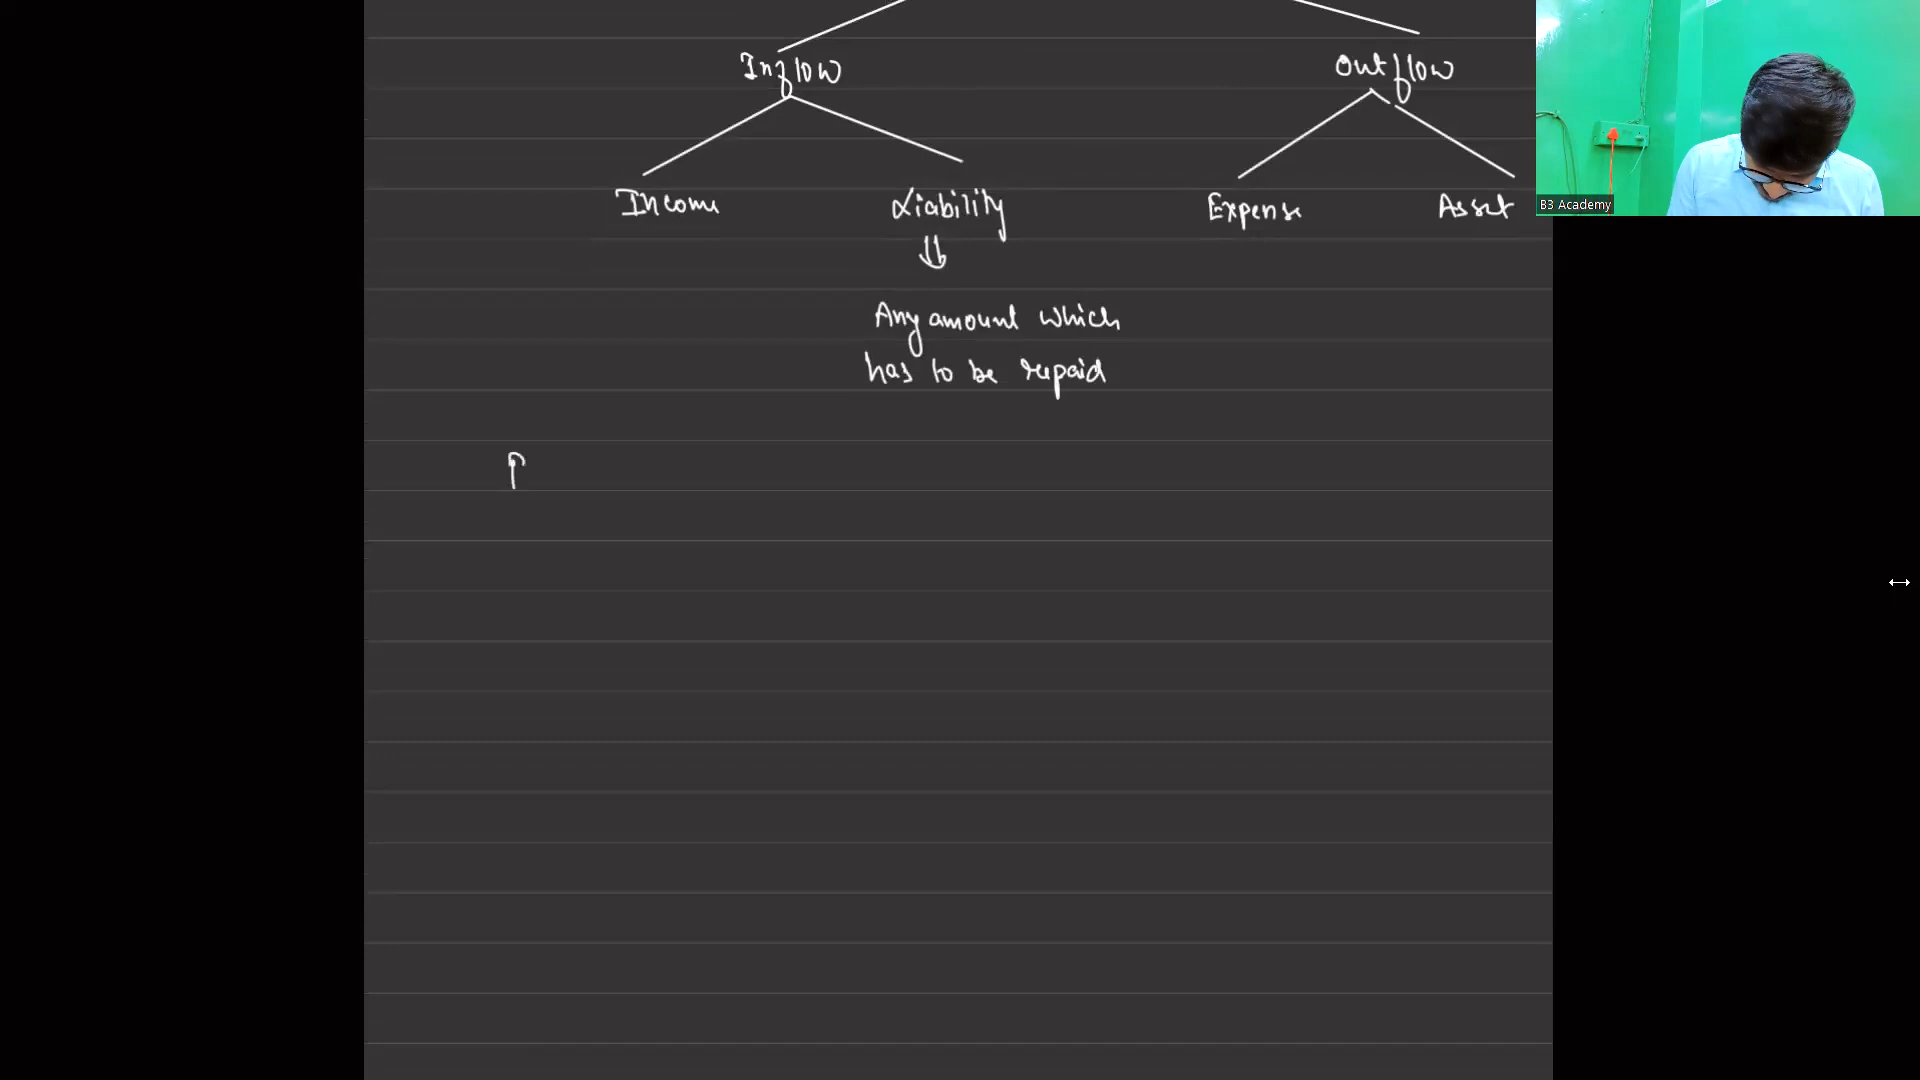 Inflow
Outflow
Income
Liability
Expense
Asset
Any amount which
has to be repaid
B3 Academy